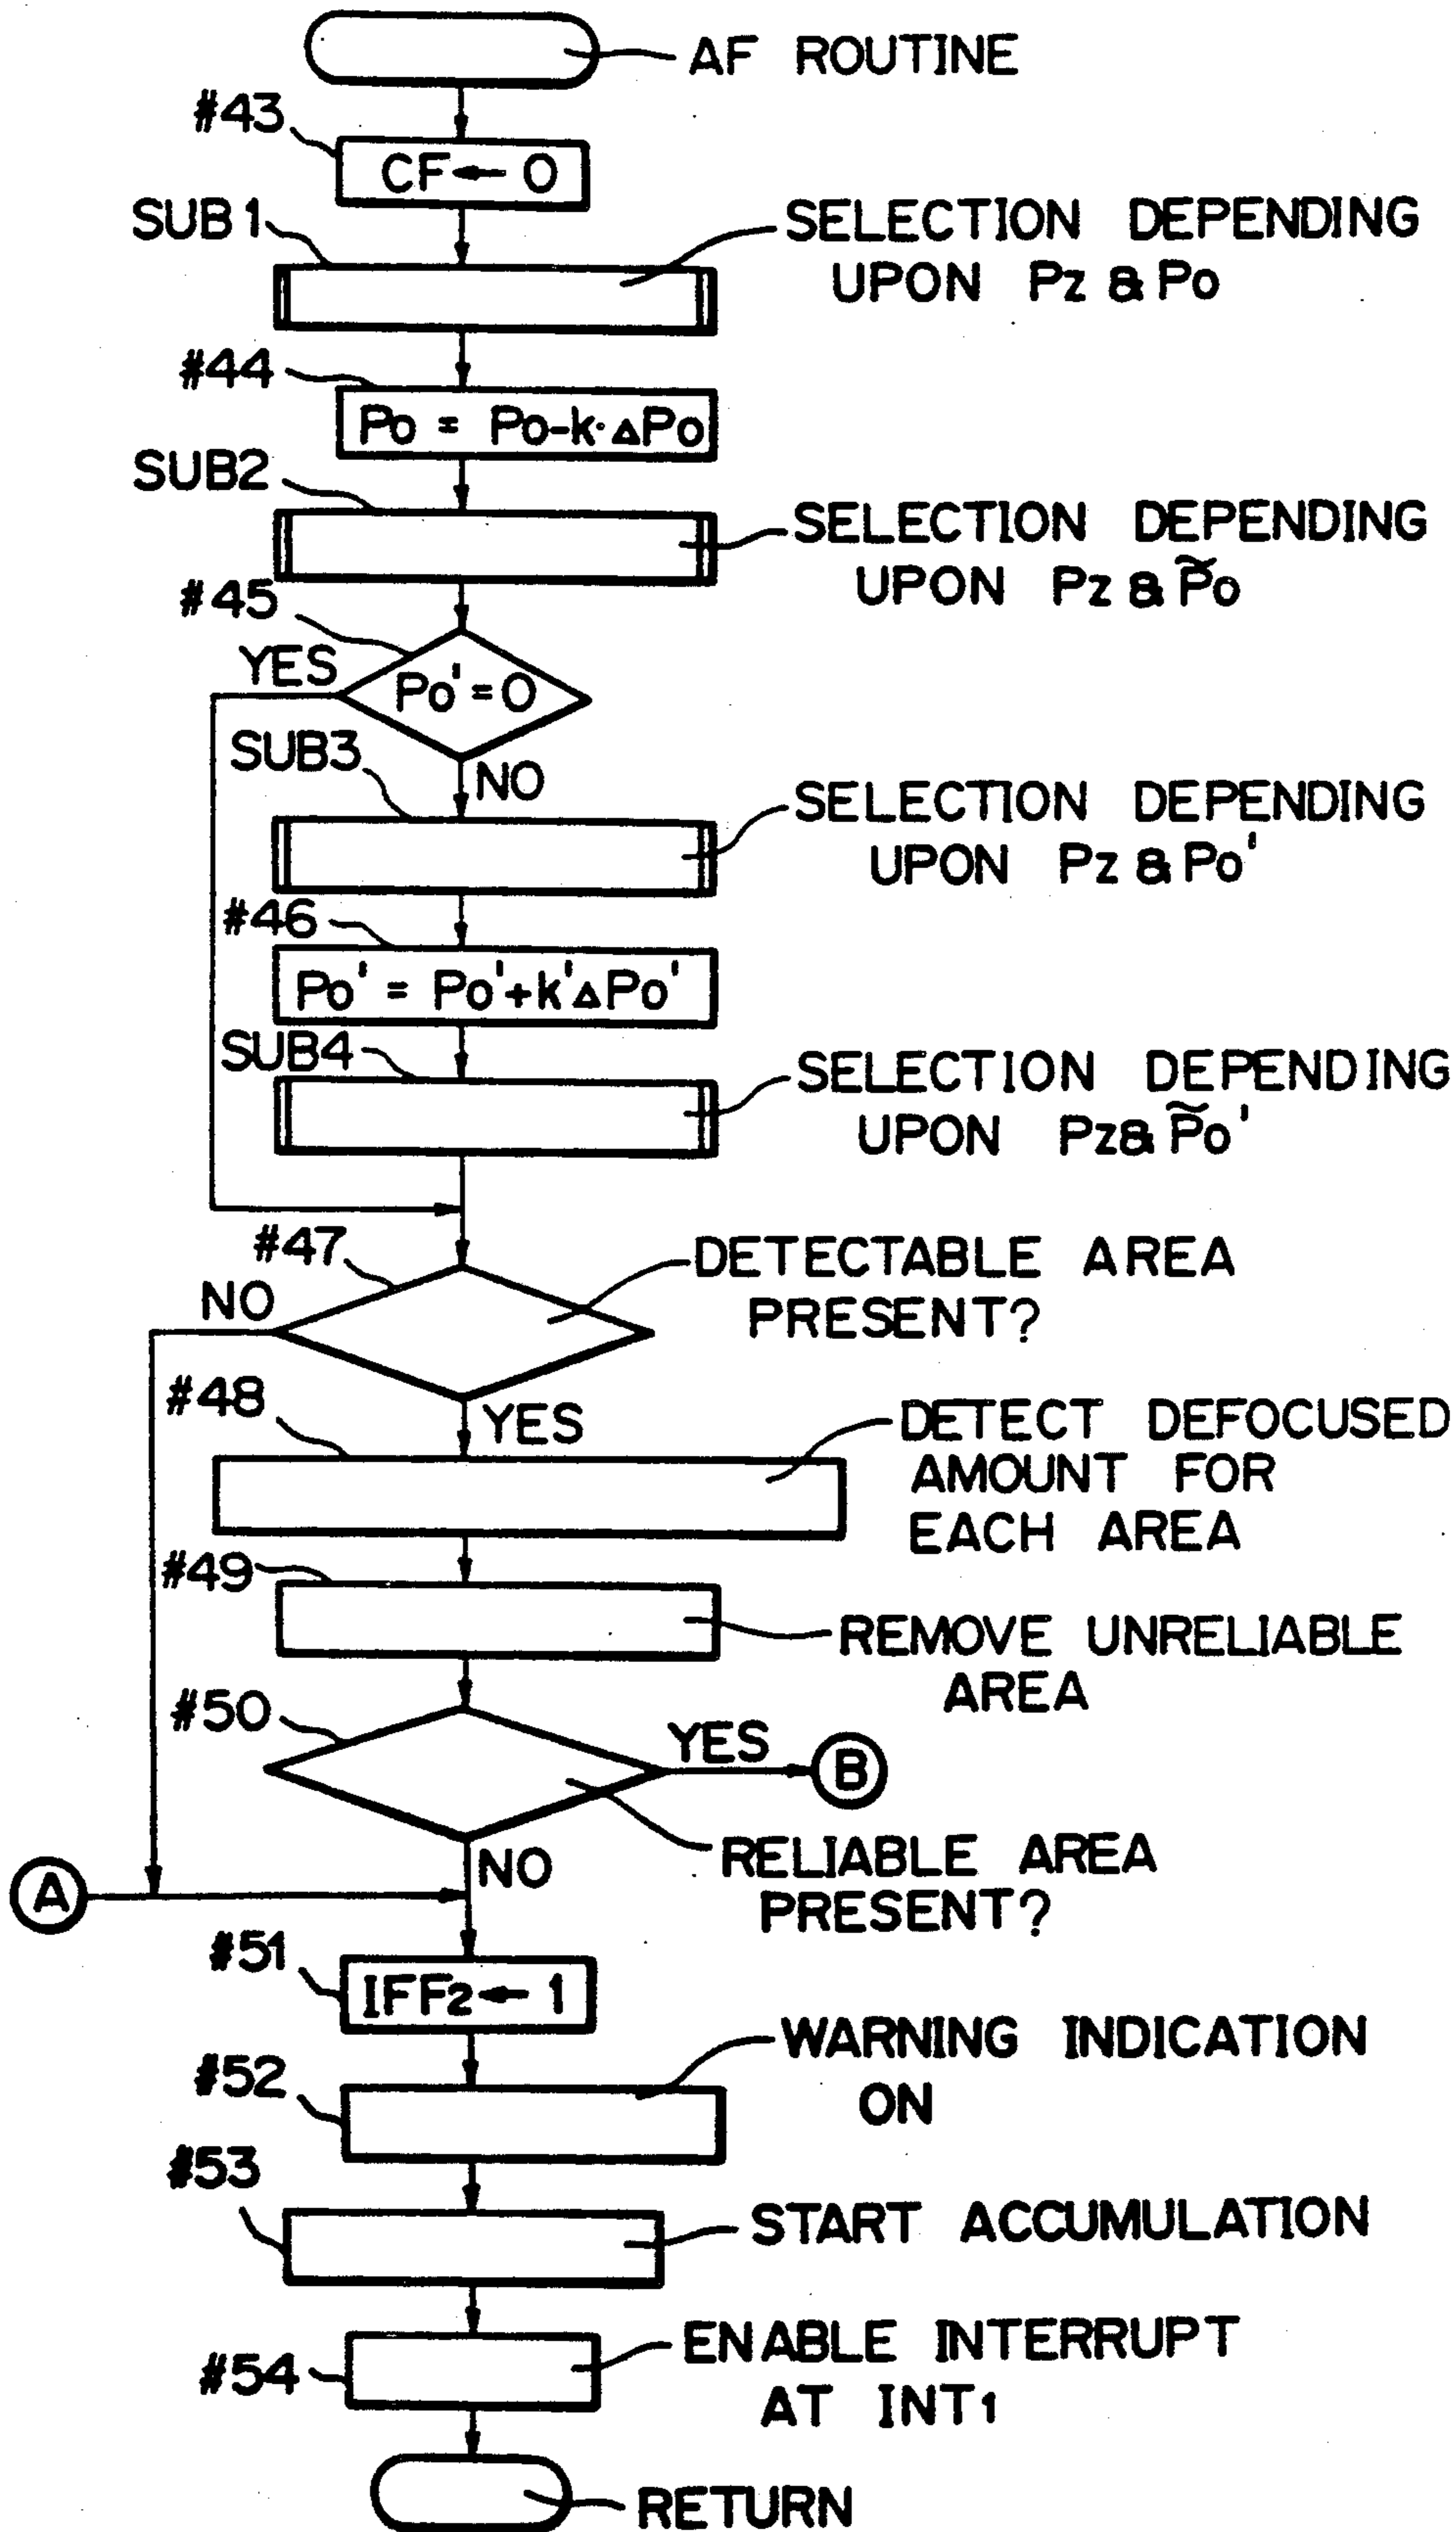 AF ROUTINE
#43
CF ← 0
SUB1
SELECTION DEPENDING
UPON Pz & Po
#44
Po = Po-k·△Po
SUB2
SELECTION DEPENDING
UPON Pz & P̃o
#45
YES
Po' = 0
SUB3
NO
SELECTION DEPENDING
UPON Pz & Po'
#46
Po' = Po'+k'△Po'
SUB4
SELECTION DEPENDING
UPON Pz & P̃o'
#47
DETECTABLE AREA
PRESENT?
NO
#48
YES
DETECT DEFOCUSED
AMOUNT FOR
EACH AREA
#49
REMOVE UNRELIABLE
AREA
#50
YES
B
RELIABLE AREA
PRESENT?
NO
A
#51
IFF2 ← 1
WARNING INDICATION
ON
#52
#53
START ACCUMULATION
ENABLE INTERRUPT
AT INT1
#54
RETURN